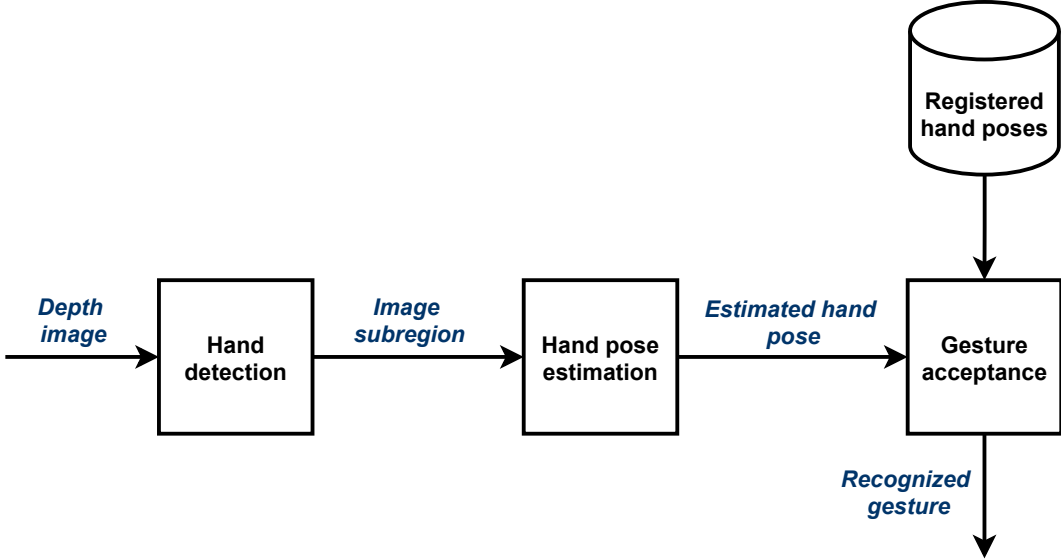 Registered
hand poses
Depth
image
Hand
detection
Image
subregion
Hand pose
estimation
Estimated hand
pose
Gesture
acceptance
Recognized
gesture